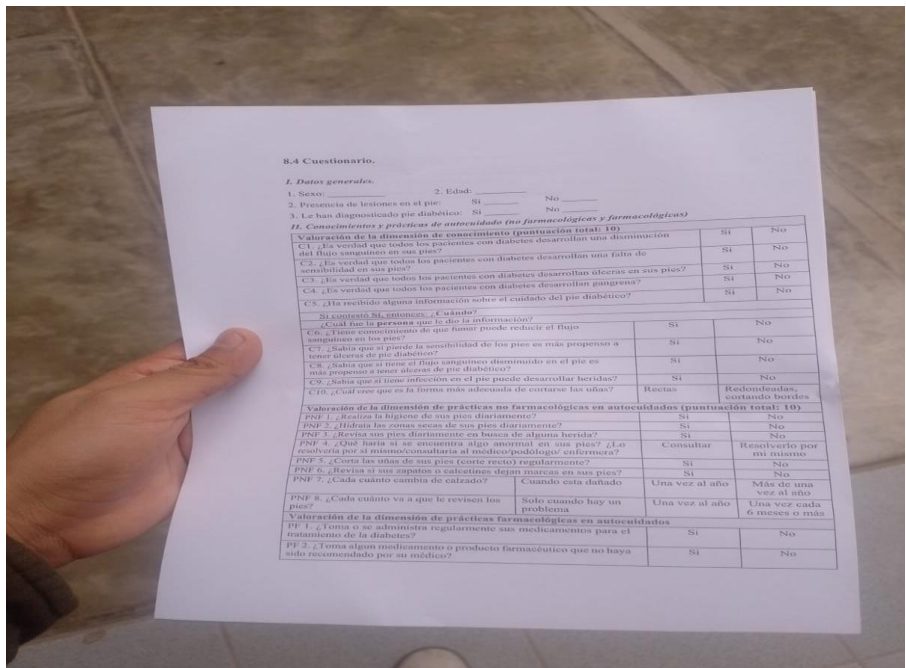 8.4 Cuestionario.
I. Datos generales.
1. Sexo: ____________ 2. Edad: __________
2. Presencia de lesiones en el pie: Si _______ No _______
3. Le han diagnosticado pie diabético: Si _______ No _______
II. Conocimientos y prácticas de autocuidado (no farmacológicas y farmacológicas)
Valoración de la dimensión de conocimiento (puntuación total: 10) Si No
C1. ¿Es verdad que todos los pacientes con diabetes desarrollan una disminución
del flujo sanguíneo en sus pies? Si No
C2. ¿Es verdad que todos los pacientes con diabetes desarrollan una falta de
sensibilidad en sus pies? Si No
C3. ¿Es verdad que todos los pacientes con diabetes desarrollan úlceras en sus pies? Si No
C4. ¿Es verdad que todos los pacientes con diabetes desarrollan gangrena? Si No
C5. ¿Ha recibido alguna información sobre el cuidado del pie diabético?
Si contestó Si, entonces: ¿Cuándo?
¿Cuál fue la persona que le dio la información?
C6. ¿Tiene conocimiento de que fumar puede reducir el flujo Si No
sanguíneo en los pies?
C7. ¿Sabía que si pierde la sensibilidad de los pies es más propenso a Si No
tener úlceras de pie diabético?
C8. ¿Sabía que si tiene el flujo sanguíneo disminuido en el pie es Si No
más propenso a tener úlceras de pie diabético?
C9. ¿Sabía que si tiene infección en el pie puede desarrollar heridas? Si No
C10. ¿Cuál cree que es la forma más adecuada de cortarse las uñas? Rectas Redondeadas,
cortando bordes
Valoración de la dimensión de prácticas no farmacológicas en autocuidados (puntuación total: 10)
PNF 1. ¿Realiza la higiene de sus pies diariamente? Si No
PNF 2. ¿Hidrata las zonas secas de sus pies diariamente? Si No
PNF 3. ¿Revisa sus pies diariamente en busca de alguna herida? Si No
PNF 4. ¿Qué haría si se encuentra algo anormal en sus pies? ¿Lo Consultar Resolverlo por
resolvería por si mismo/consultaría al médico/podólogo/ enfermera? mi mismo
PNF 5. ¿Corta las uñas de sus pies (corte recto) regularmente? Si No
PNF 6. ¿Revisa si sus zapatos o calcetines dejan marcas en sus pies? Si No
PNF 7. ¿Cada cuánto cambia de calzado? Cuando esta dañado Una vez al año Más de una
vez al año
PNF 8. ¿Cada cuánto va a que le revisen los Solo cuando hay un Una vez al año Una vez cada
pies? problema 6 meses o más
Valoración de la dimensión de prácticas farmacológicas en autocuidados
PF 1. ¿Toma o se administra regularmente sus medicamentos para el Si No
tratamiento de la diabetes?
PF 2. ¿Toma algun medicamento o producto farmacéutico que no haya Si No
sido recomendado por su médico?